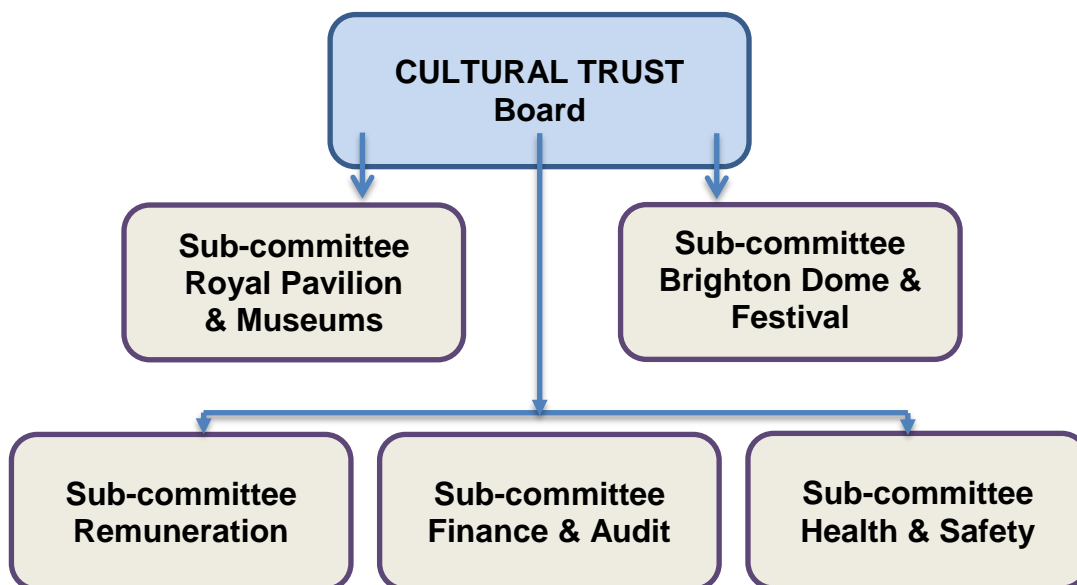 CULTURAL TRUST
Board
Sub-committee
Royal Pavilion
& Museums
Sub-committee
Brighton Dome &
Festival
Sub-committee
Remuneration
Sub-committee
Finance & Audit
Sub-committee
Health & Safety